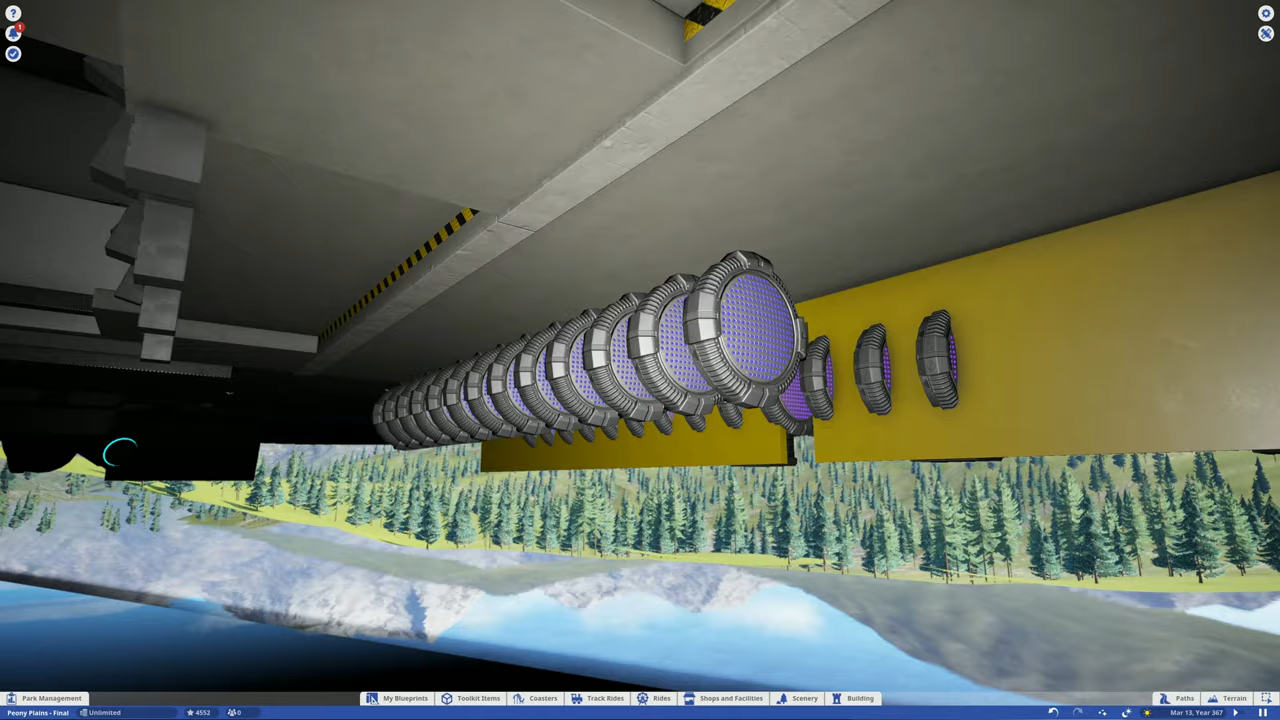 ?
1
Park Management
My Blueprints
Toolkit Items
Coasters
Track Rides
Rides
Shops and Facilities
Scenery
Building
Paths
Terrain
Peony Plains - Final
Unlimited
4552
0
Mar 13, Year 367